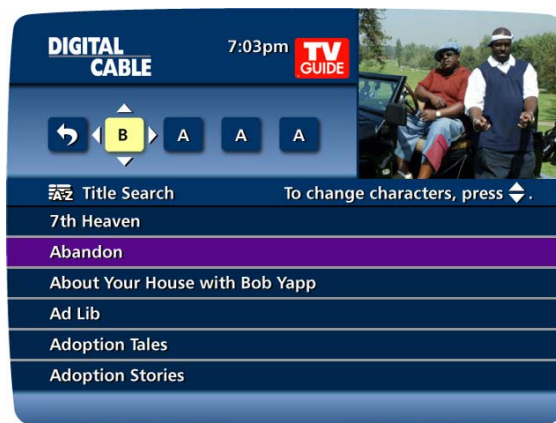 DIGITAL CABLE
7:03pm
TV GUIDE
B A A A
A-Z Title Search To change characters, press .
7th Heaven
Abandon
About Your House with Bob Yapp
Ad Lib
Adoption Tales
Adoption Stories